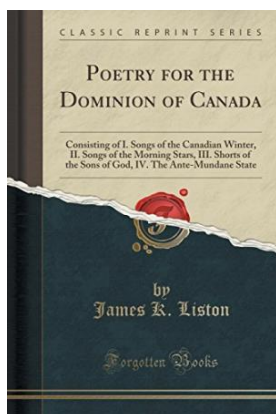 CLASSIC REPRINT SERIES
POETRY FOR THE
DOMINION OF CANADA
Consisting of I. Songs of the Canadian Winter,
II. Songs of the Morning Stars, III. Shorts of
the Sons of God, IV. The Ante-Mundane State
by
James K. Liston
Forgotten Books